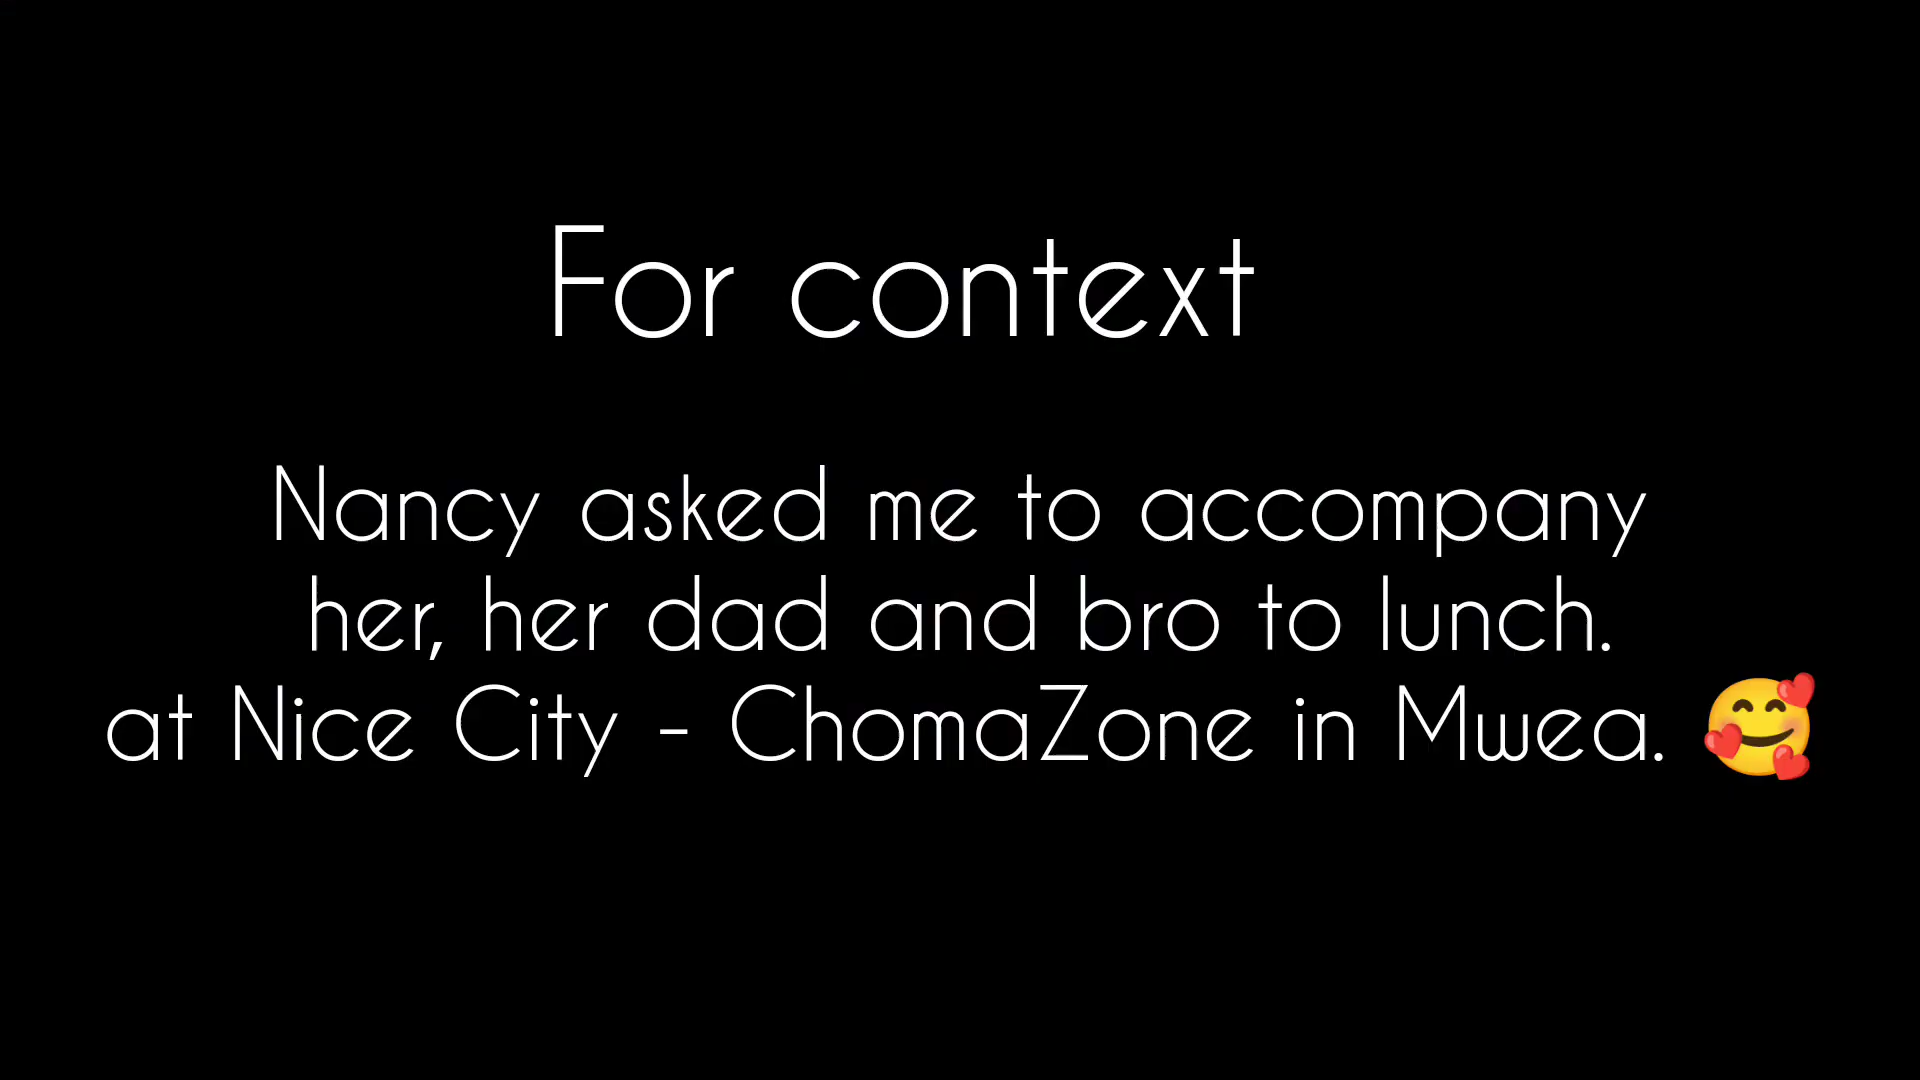 For context
Nancy asked me to accompany
her, her dad and bro to lunch.
at Nice City - ChomaZone in Mwea. 🥰